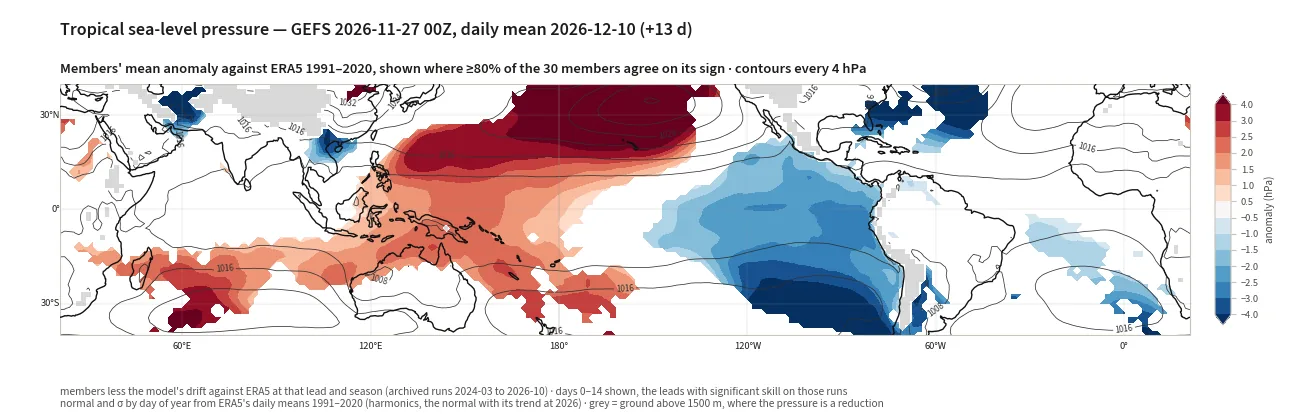 Tropical sea-level pressure — GEFS 2026-11-27 00Z, daily mean 2026-12-10 (+13 d)
Members' mean anomaly against ERA5 1991–2020, shown where ≥80% of the 30 members agree on its sign · contours every 4 hPa
30°N
0°
30°S
60°E
120°E
180°
120°W
60°W
0°
1032
1016
1016
1016
1016
1016
1016
1008
1016
1016
1008
1016
4.0
3.0
2.5
2.0
1.5
1.0
0.5
−0.5
−1.0
−1.5
−2.0
−2.5
−3.0
−4.0
anomaly (hPa)
members less the model's drift against ERA5 at that lead and season (archived runs 2024-03 to 2026-10) · days 0–14 shown, the leads with significant skill on those runs
normal and σ by day of year from ERA5's daily means 1991–2020 (harmonics, the normal with its trend at 2026) · grey = ground above 1500 m, where the pressure is a reduction